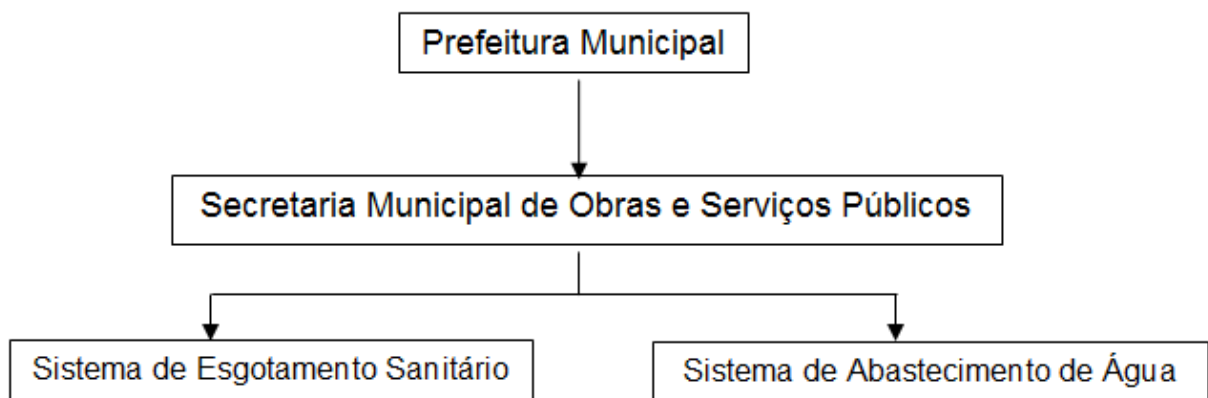 Prefeitura Municipal
Secretaria Municipal de Obras e Serviços Públicos
Sistema de Esgotamento Sanitário
Sistema de Abastecimento de Água